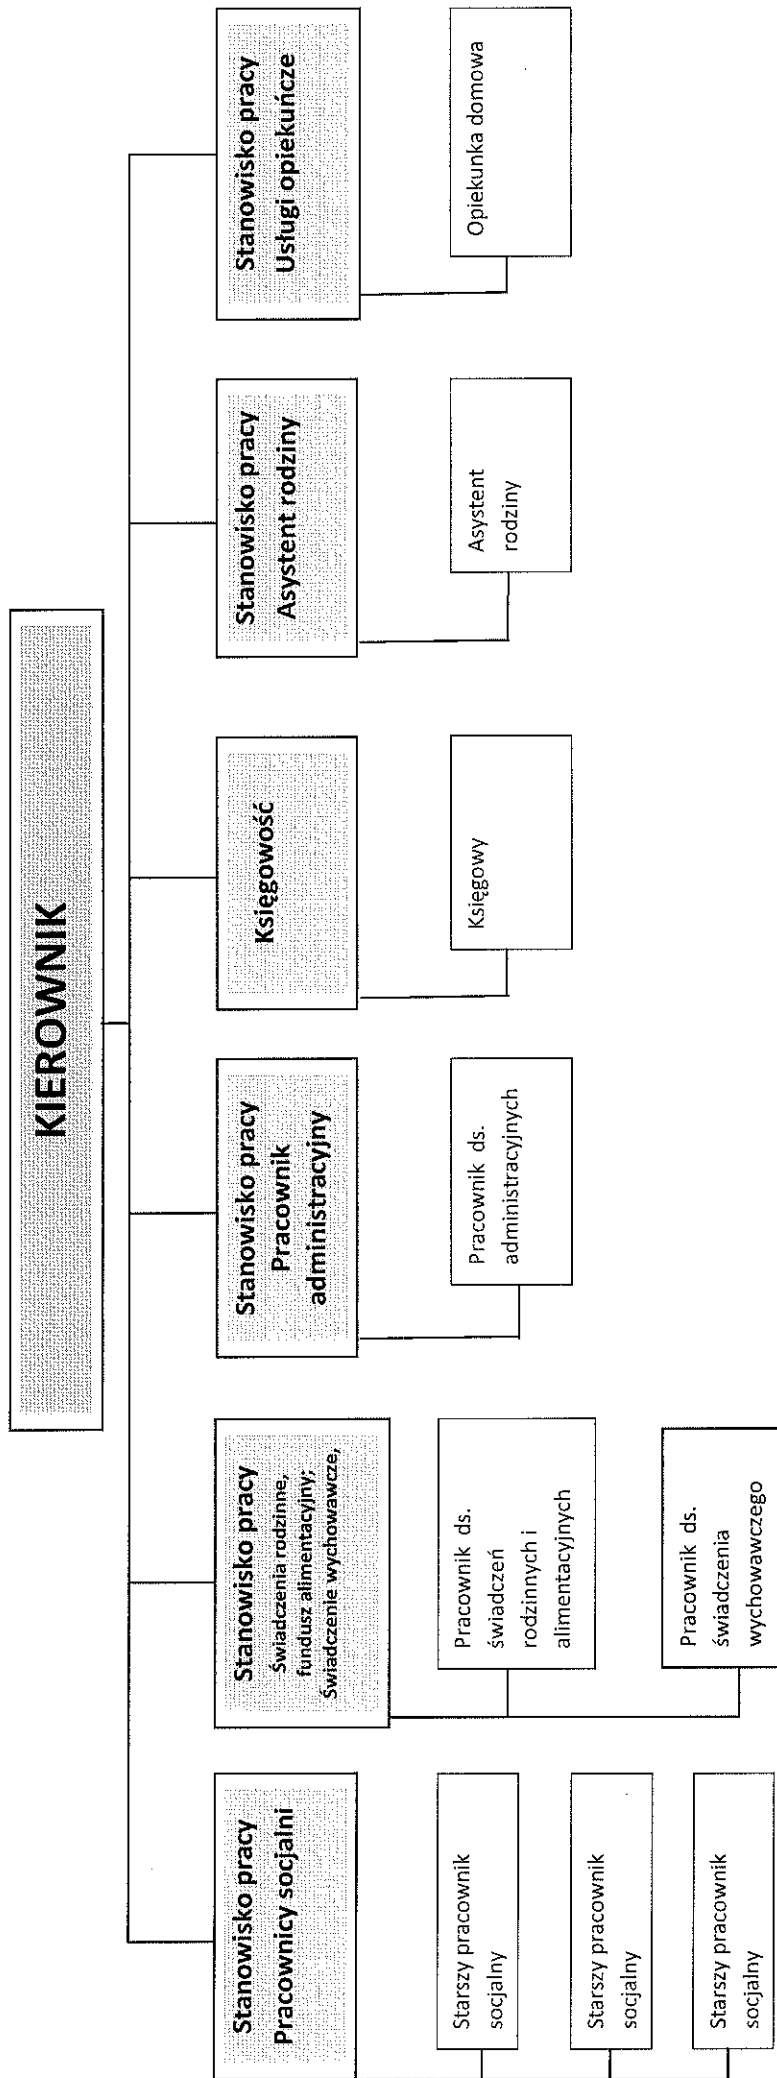 KIEROWNIK
Stanowisko pracy
Pracownicy socjalni
Starszy pracownik
socjalny
Starszy pracownik
socjalny
Starszy pracownik
socjalny
Stanowisko pracy
Świadczenia rodzinne,
fundusz alimentacyjny;
Świadczenie wychowawcze,
Pracownik ds.
świadczeń
rodzinnych i
alimentacyjnych
Pracownik ds.
świadczenia
wychowawczego
Stanowisko pracy
Pracownik
administracyjny
Pracownik ds.
administracyjnych
Księgowość
Księgowy
Stanowisko pracy
Asystent rodziny
Asystent
rodziny
Stanowisko pracy
Usługi opiekuńcze
Opiekunka domowa